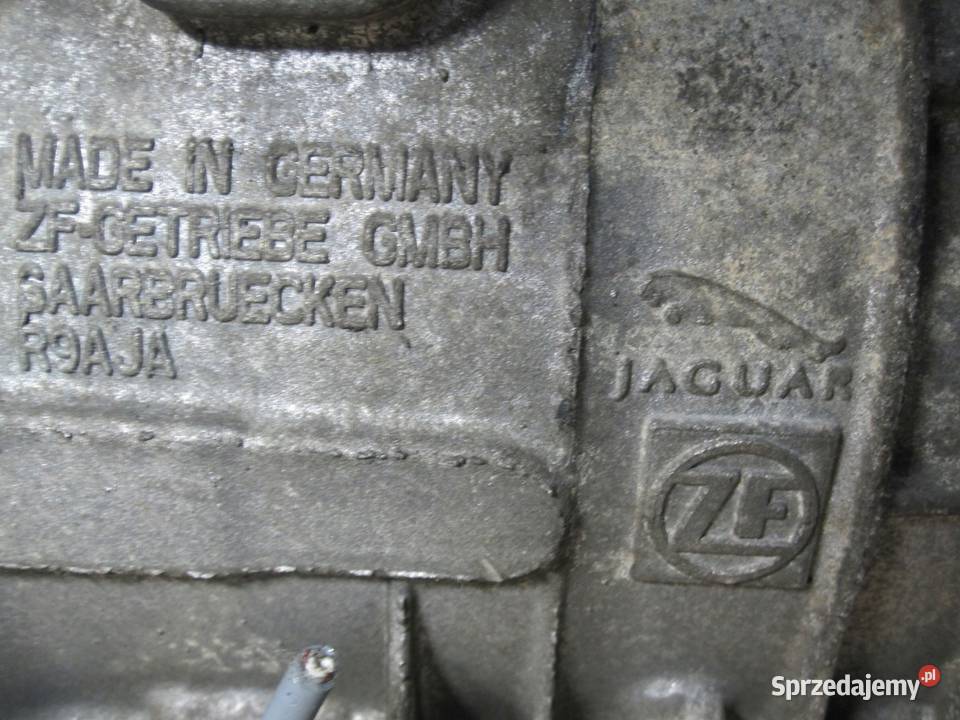 MADE IN GERMANY
ZF-GETRIEBE GMBH
SAARBRUECKEN
R9AJA
JAGUAR
ZF
Sprzedajemy.pl